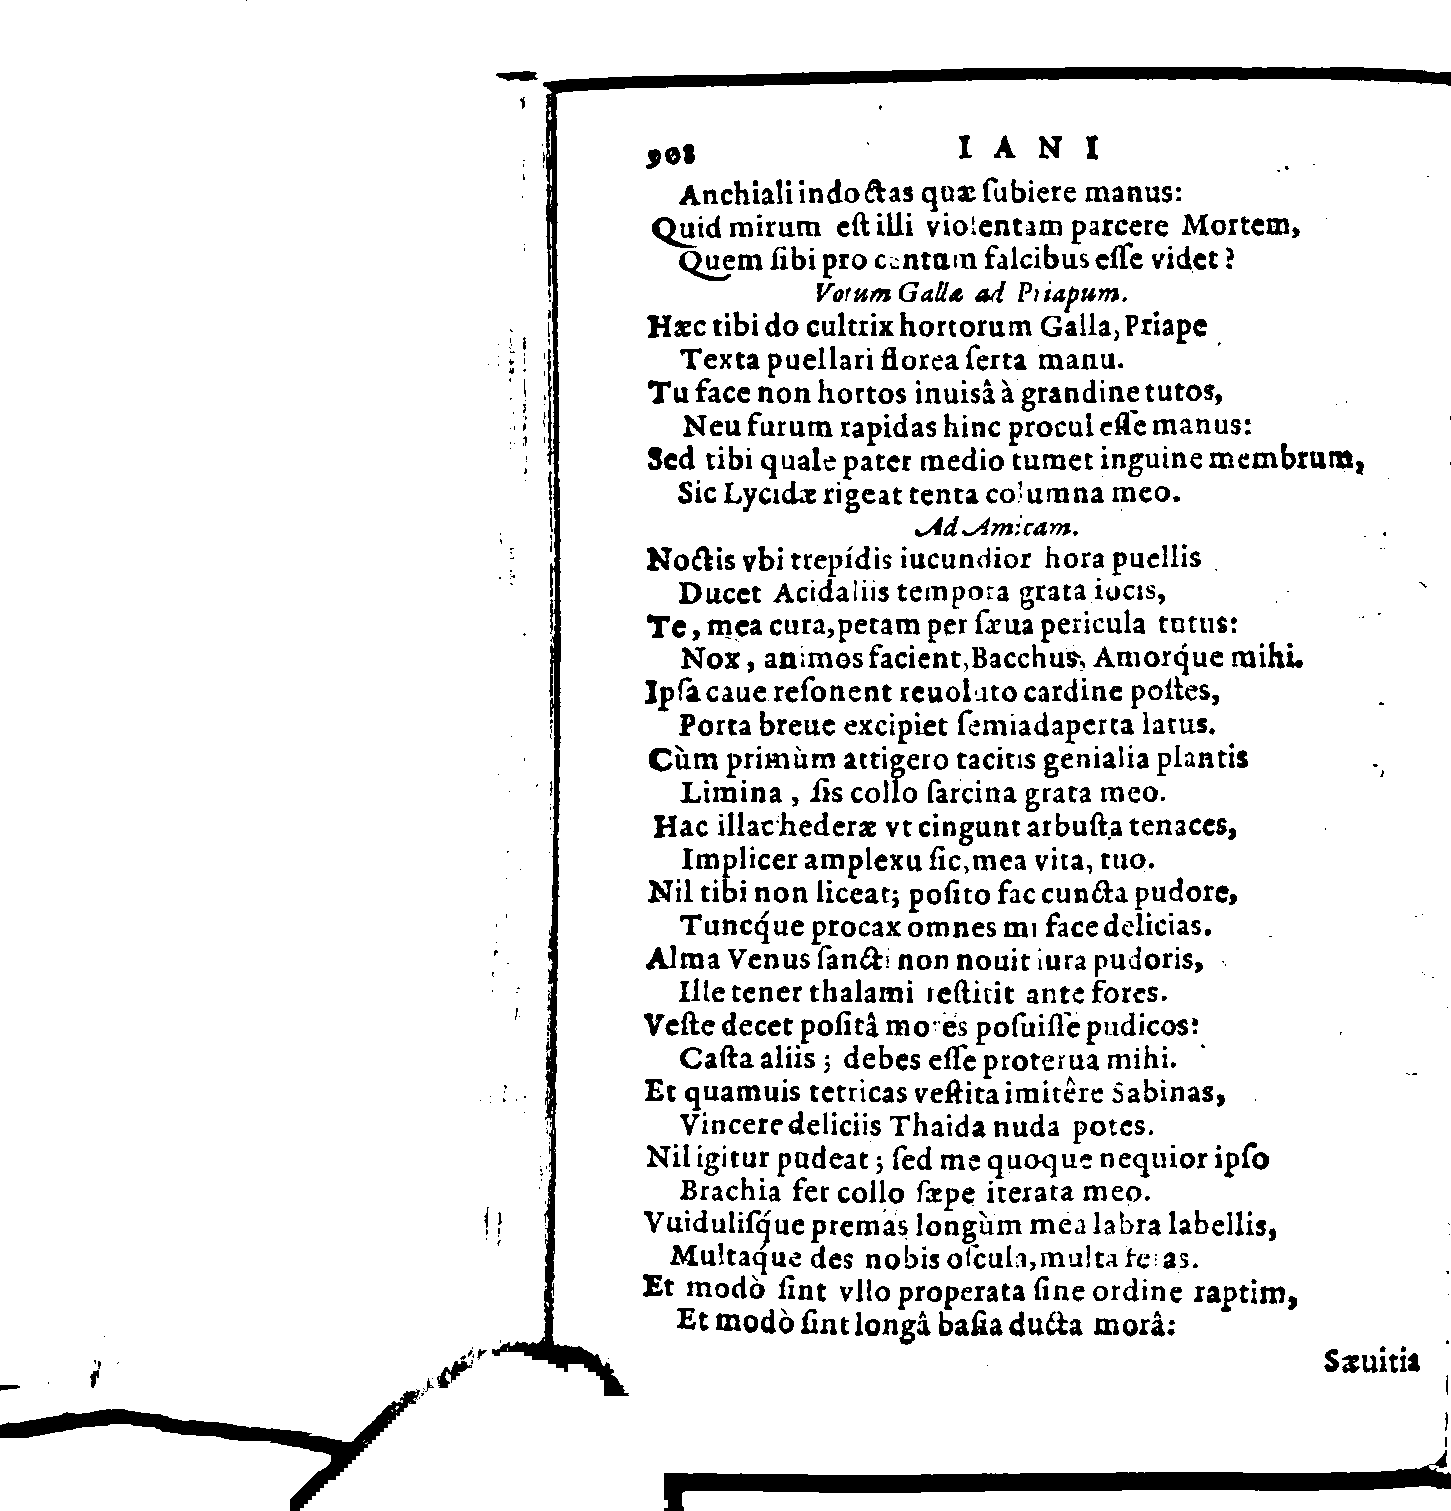 908 IANI
Anchiali indoctas quæ ſubiere manus:
Quid mirum eſt illi violentam parcere Mortem,
Quem ſibi pro centum falcibus eſſe videt?
Votum Gallæ ad Priapum.
Hæc tibi do cultrix hortorum Galla, Priape
Texta puellari florea ſerta manu.
Tu face non hortos inuisâ à grandine tutos,
Neu furum rapidas hinc procul eſſe manus:
Sed tibi quale pater medio tumet inguine membrum,
Sic Lycidæ rigeat tenta columna meo.
Ad Amicam.
Noctis vbi trepídis iucundior hora puellis
Ducet Acidaliis tempora grata iocis,
Te, mea cura, petam per ſæua pericula tutus:
Nox, animos facient, Bacchus, Amorq́ue mihi.
Ipſa caue reſonent reuoluto cardine poſtes,
Porta breue excipiet ſemiadaperta latus.
Cùm primùm attigero tacitis genialia plantis
Limina, ſis collo ſarcina grata meo.
Hac illac hederæ vt cingunt arbuſta tenaces,
Implicer amplexu ſic, mea vita, tuo.
Nil tibi non liceat; poſito fac cuncta pudore,
Tuncq́ue procax omnes mi face delicias.
Alma Venus ſancti non nouit iura pudoris,
Ille tener thalami reſtitit ante fores.
Veſte decet poſitâ mores poſuiſſe pudicos:
Caſta aliis; debes eſſe proterua mihi.
Et quamuis tetricas veſtita imitêre Sabinas,
Vincere deliciis Thaida nuda potes.
Nil igitur pudeat; ſed me quoque nequior ipſo
Brachia fer collo ſæpe iterata meo.
Vuiduliſq́ue premas longùm mea labra labellis,
Multaq́ue des nobis oſcula, multa feras.
Et modò ſint vllo properata ſine ordine raptim,
Et modò ſint longâ baſia ducta morâ:
Sæuitia